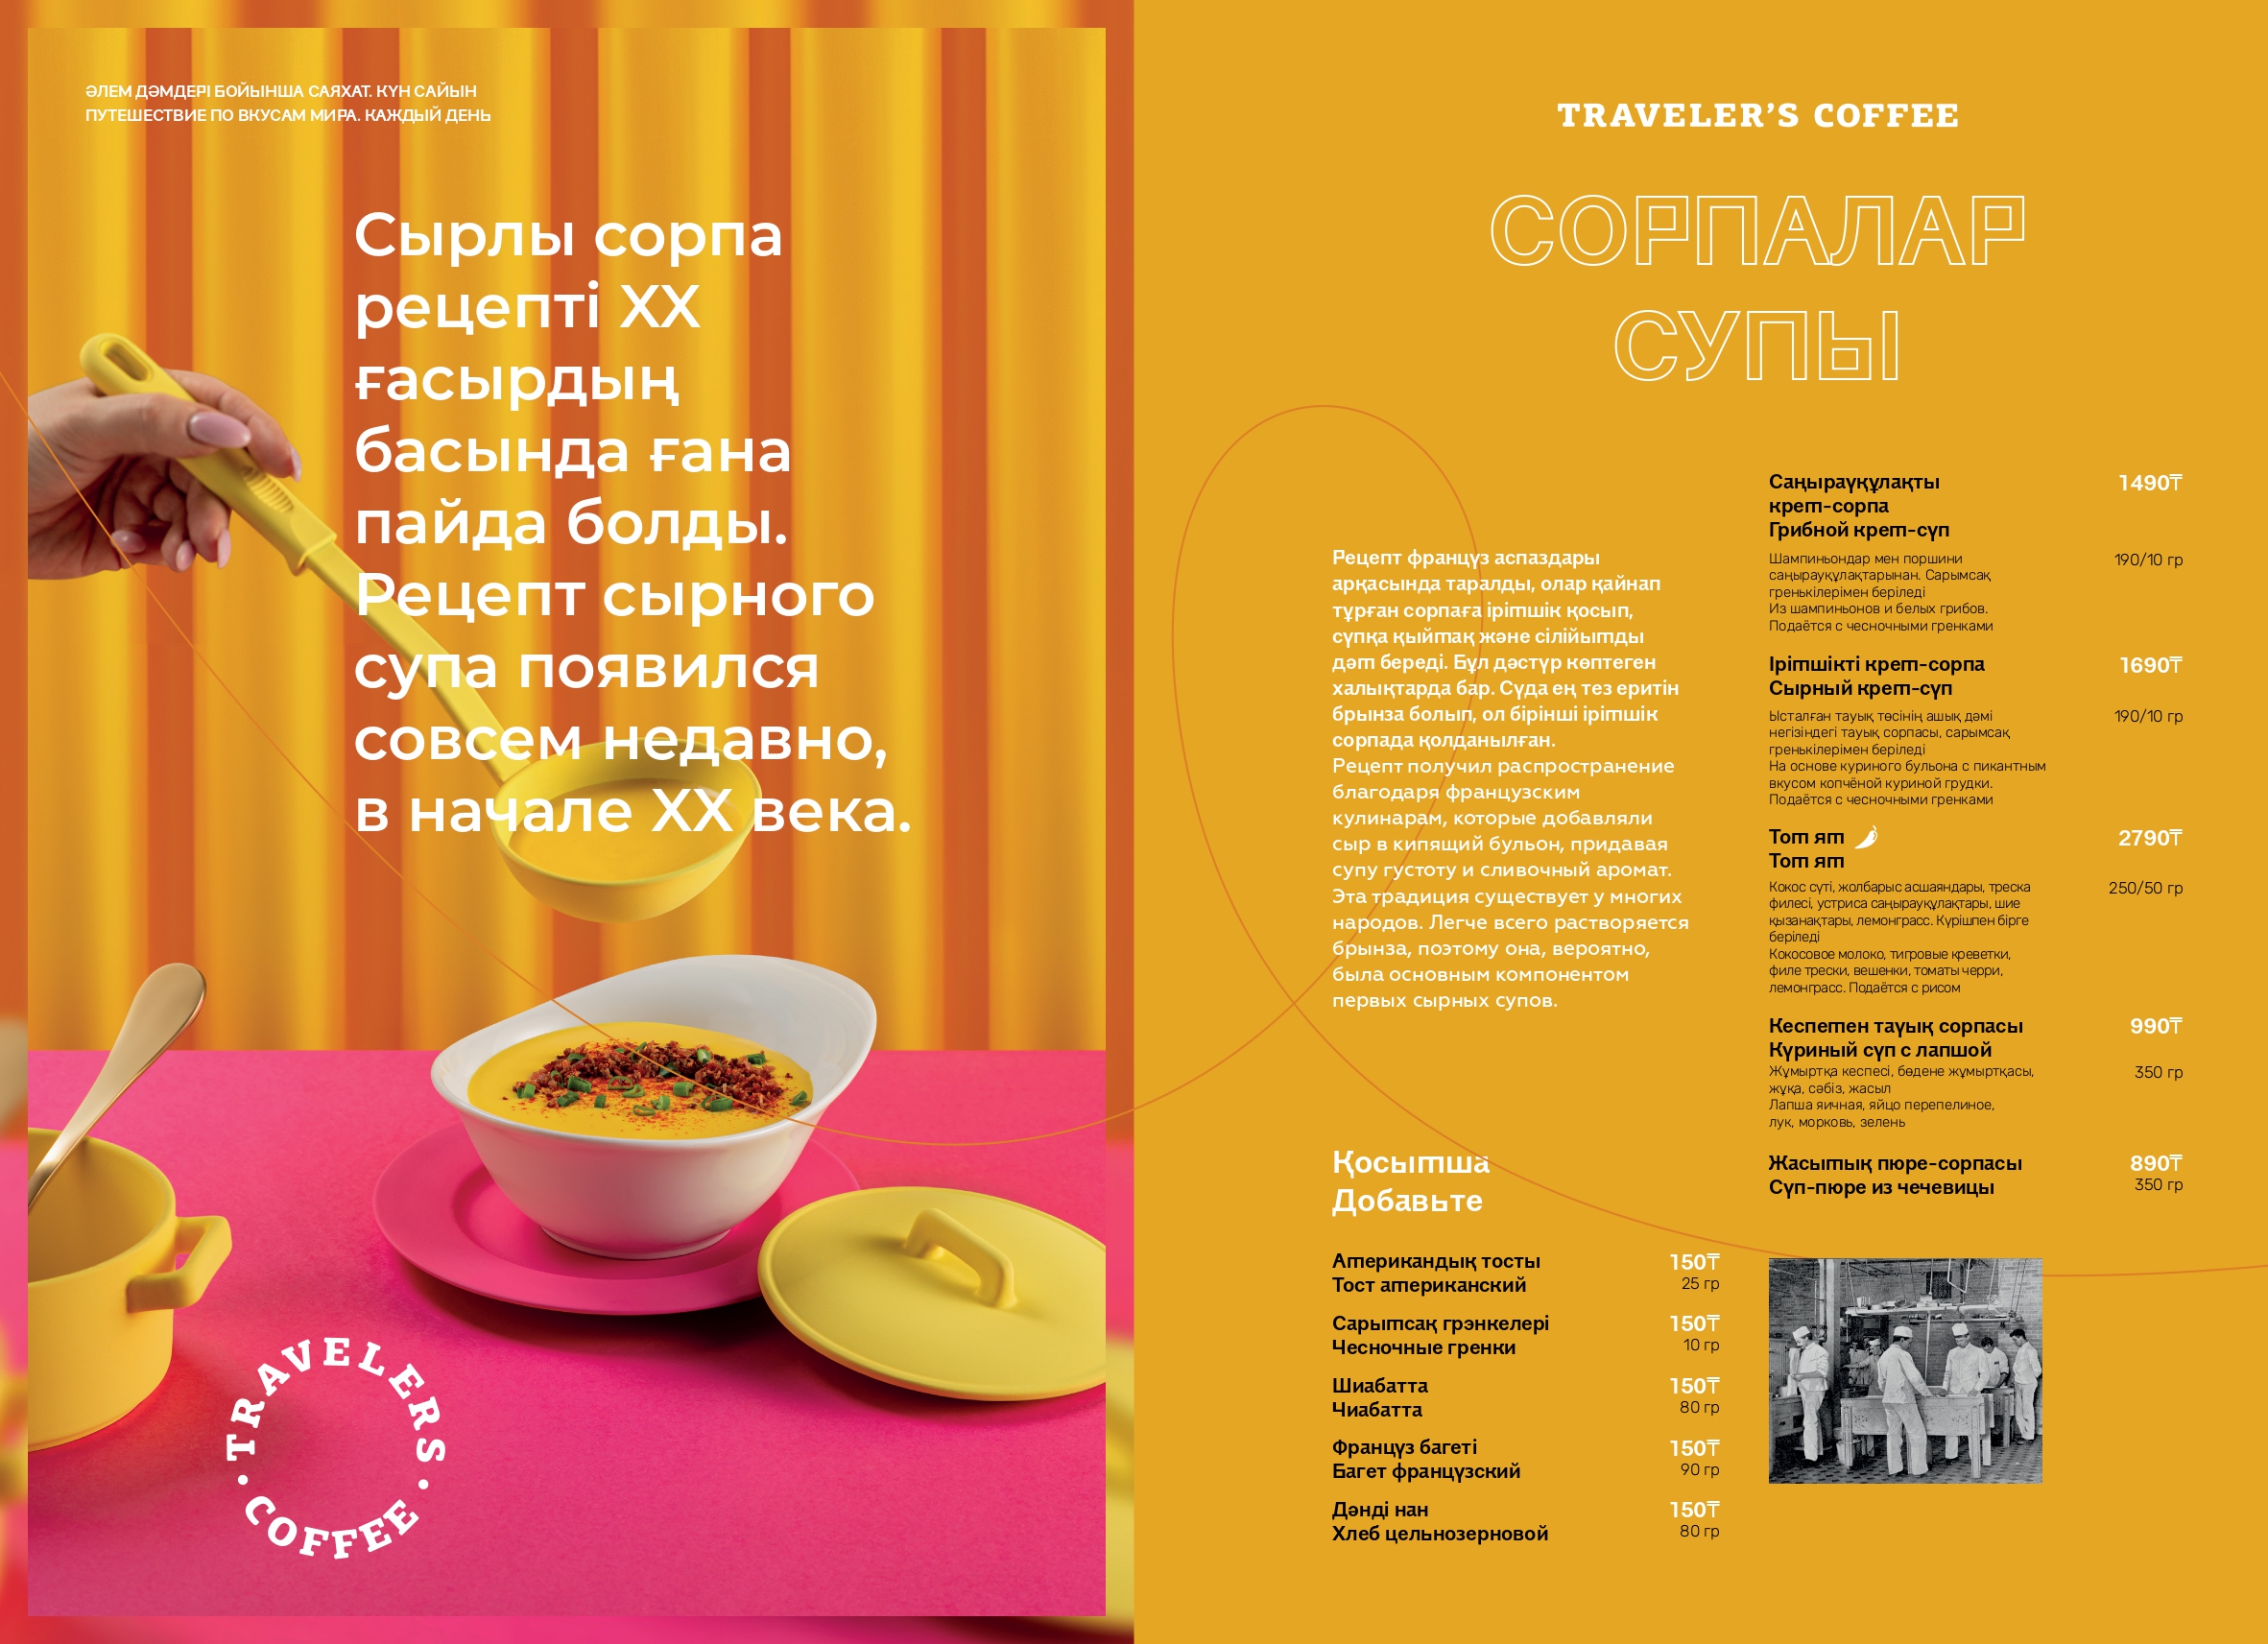 ӘЛЕМ ДӘМДЕРІ БОЙЫНША САЯХАТ. КҮН САЙЫН
ПУТЕШЕСТВИЕ ПО ВКУСАМ МИРА. КАЖДЫЙ ДЕНЬ
Сырлы сорпа
рецепті XX
ғасырдың
басында ғана
пайда болды.
Рецепт сырного
супа появился
совсем недавно,
в начале XX века.
TRAVELERS
COFFEE
TRAVELER'S COFFEE
СОРПАЛАР
СУПЫ
Рецепт француз аспаздары
арқасында таралды, олар қайнап
тұрған сорпаға ірімшік қосып,
супқа қыймақ және сілійымды
дәм береді. Бұл дәстүр көптеген
халықтарда бар. Суда ең тез еритін
брынза болып, ол бірінші ірімшік
сорпада қолданылған.
Рецепт получил распространение
благодаря французским
кулинарам, которые добавляли
сыр в кипящий бульон, придавая
супу густоту и сливочный аромат.
Эта традиция существует у многих
народов. Легче всего растворяется
брынза, поэтому она, вероятно,
была основным компонентом
первых сырных супов.
Қосымша
Добавьте
Американдық тосты 150₸
Тост американский 25 гр
Сарымсақ грэнкелері 150₸
Чесночные гренки 10 гр
Шиабатта 150₸
Чиабатта 80 гр
Француз багеті 150₸
Багет французский 90 гр
Дәнді нан 150₸
Хлеб цельнозерновой 80 гр
Саңырауқұлақты 1490₸
крем-сорпа
Грибной крем-суп
Шампиньондар мен поршини 190/10 гр
саңырауқұлақтарынан. Сарымсақ
гренькілерімен беріледі
Из шампиньонов и белых грибов.
Подаётся с чесночными гренками
Ірімшікті крем-сорпа 1690₸
Сырный крем-суп
Ысталған тауық төсінің ашық дәмі 190/10 гр
негізіндегі тауық сорпасы, сарымсақ
гренькілерімен беріледі
На основе куриного бульона с пикантным
вкусом копчёной куриной грудки.
Подаётся с чесночными гренками
Том ям 2790₸
Том ям
Кокос сүті, жолбарыс асшаяндары, треска 250/50 гр
филесі, устриса саңырауқұлақтары, шие
қызанақтары, лемонграсс. Күрішпен бірге
беріледі
Кокосовое молоко, тигровые креветки,
филе трески, вешенки, томаты черри,
лемонграсс. Подаётся с рисом
Кеспемен тауық сорпасы 990₸
Куриный суп с лапшой
Жұмыртқа кеспесі, бөдене жұмыртқасы, 350 гр
жұқа, сәбіз, жасыл
Лапша яичная, яйцо перепелиное,
лук, морковь, зелень
Жасымық пюре-сорпасы 890₸
Суп-пюре из чечевицы 350 гр